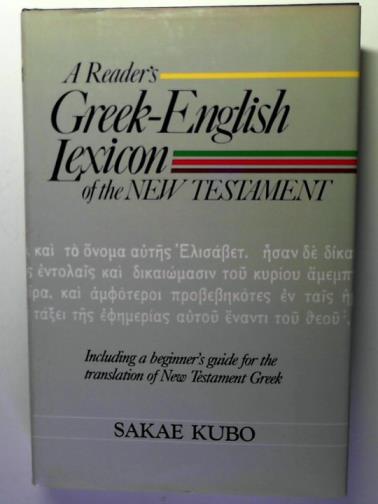 A Reader's
Greek-English
Lexicon
of the NEW TESTAMENT
καὶ τὸ ὄνομα αὐτῆς Ἐλισάβετ. ἦσαν δὲ δίκα
ς ἐντολαῖς καὶ δικαιώμασιν τοῦ κυρίου ἄμεμπ
ῖρα, καὶ ἀμφότεροι προβεβηκότες ἐν ταῖς ἡ
τάξει τῆς ἐφημερίας αὐτοῦ ἔναντι τοῦ θεοῦ
Including a beginner's guide for the
translation of New Testament Greek
SAKAE KUBO